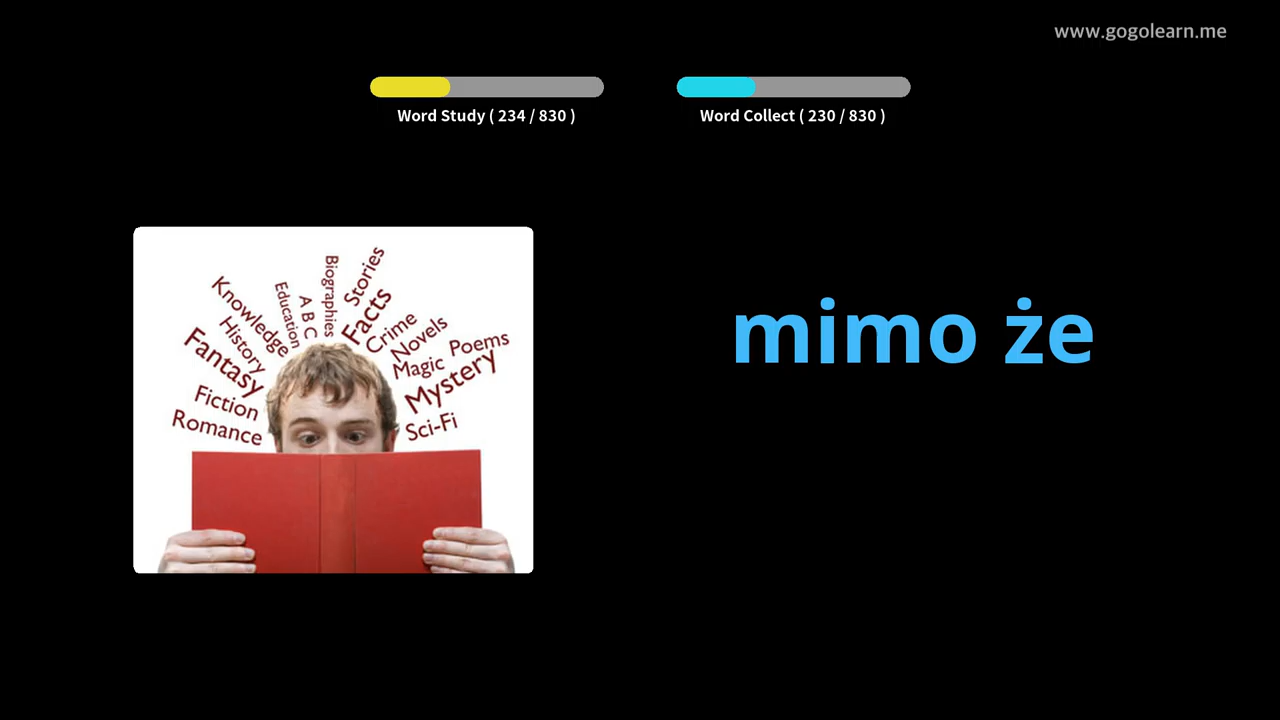 www.gogolearn.me
Word Study ( 234 / 830 )
Word Collect ( 230 / 830 )
mimo że
Biographies
Stories
Education
A B C
Facts
Knowledge
History
Crime
Novels
Poems
Fantasy
Magic
Mystery
Fiction
Romance
Sci-Fi